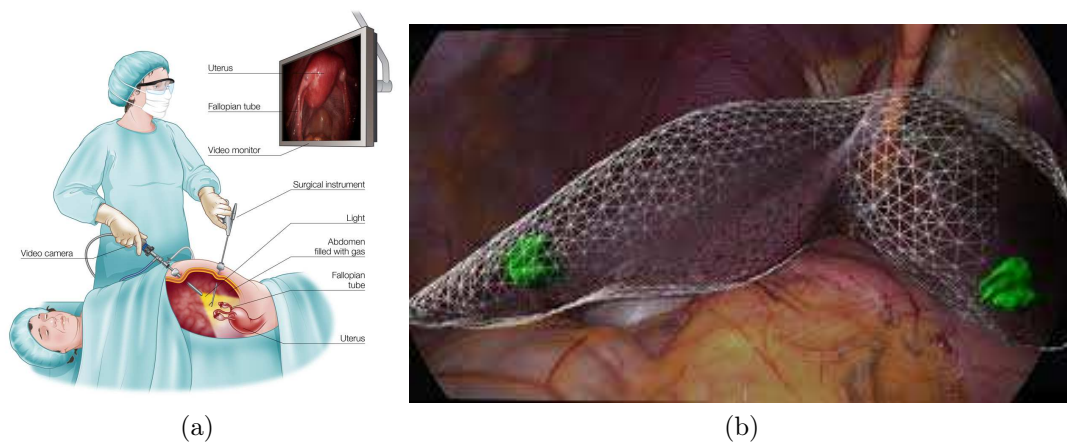 Uterus
Fallopian tube
Video monitor
Surgical instrument
Light
Video camera
Abdomen
filled with gas
Fallopian
tube
Uterus
(a)
(b)